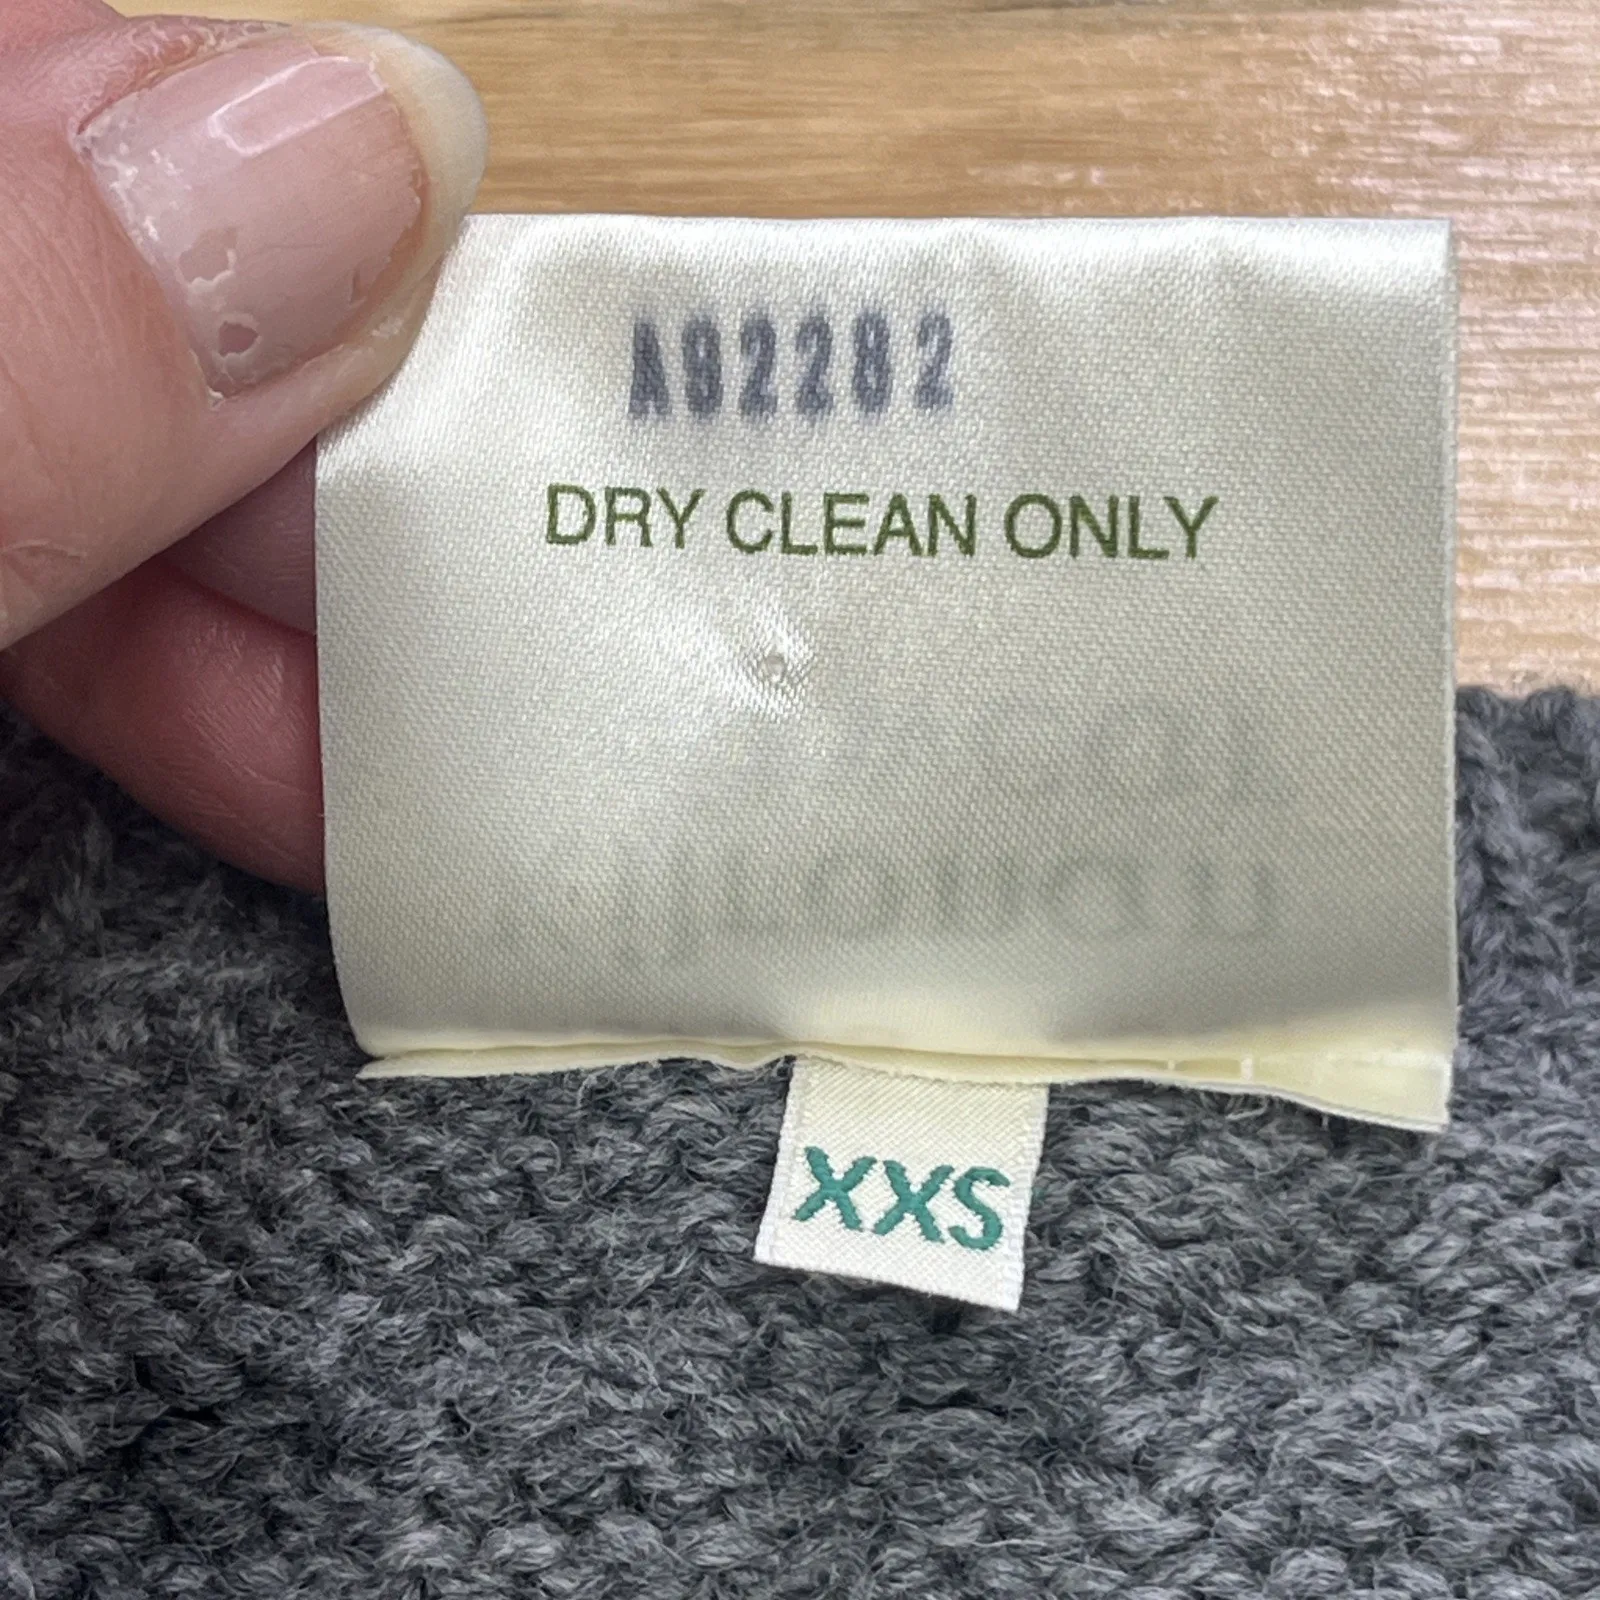 A92282
DRY CLEAN ONLY
XXS